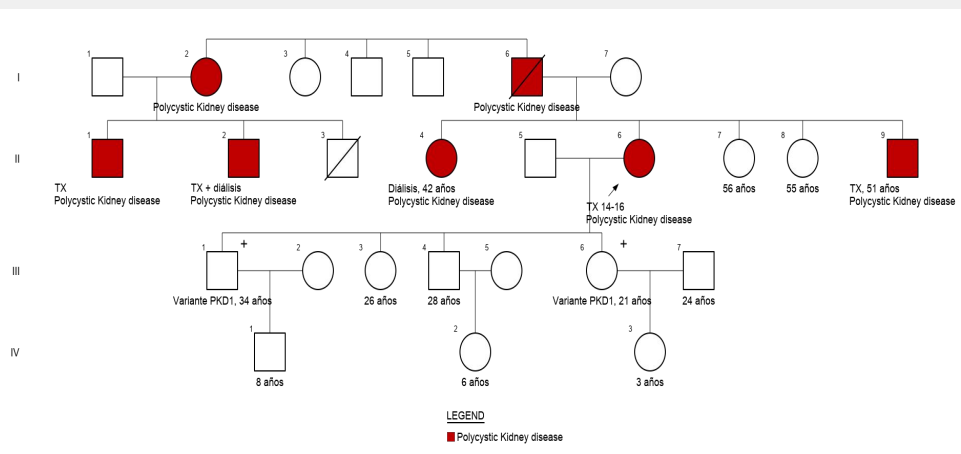 1
2
3
4
5
6
7
I
Polycystic Kidney disease
Polycystic Kidney disease
1
2
3
4
5
6
7
8
9
II
TX
Polycystic Kidney disease
TX + diálisis
Polycystic Kidney disease
Diálisis, 42 años
Polycystic Kidney disease
TX 14-16
Polycystic Kidney disease
56 años
55 años
TX, 51 años
Polycystic Kidney disease
1
+
2
3
4
5
6
+
7
III
Variante PKD1, 34 años
26 años
28 años
Variante PKD1, 21 años
24 años
1
2
3
IV
8 años
6 años
3 años
LEGEND
Polycystic Kidney disease